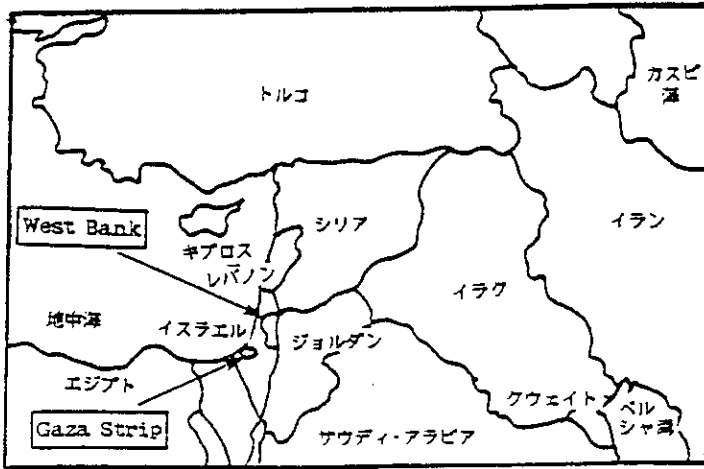 カスピ
海
トルコ
West Bank
シリア
イラン
キプロス
レバノン
イラク
地中海
イスラエル
ジョルダン
エジプト
クウェイト
ペル
シャ湾
Gaza Strip
サウディ・アラビア